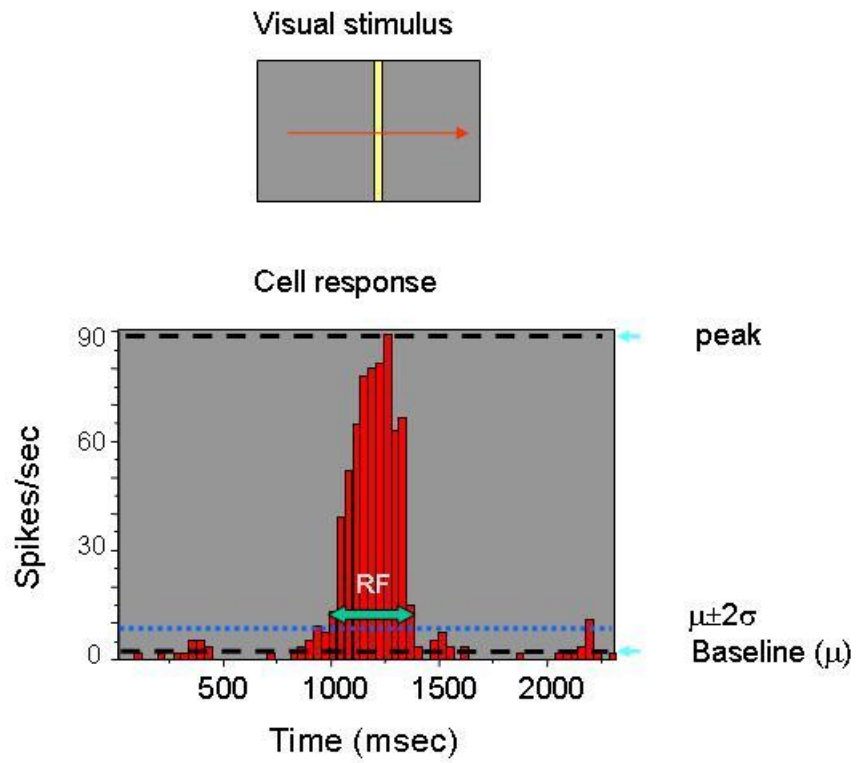 Visual stimulus
Cell response
90
60
30
0
Spikes/sec
RF
500 1000 1500 2000
Time (msec)
peak
μ±2σ
Baseline (μ)